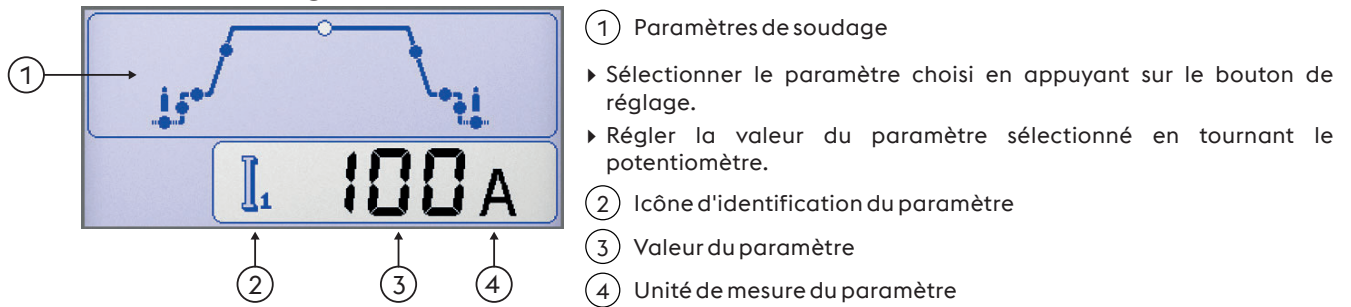 1
I1 100 A
2 3 4
1 Paramètres de soudage
‣ Sélectionner le paramètre choisi en appuyant sur le bouton de
réglage.
‣ Régler la valeur du paramètre sélectionné en tournant le
potentiomètre.
2 Icône d'identification du paramètre
3 Valeur du paramètre
4 Unité de mesure du paramètre